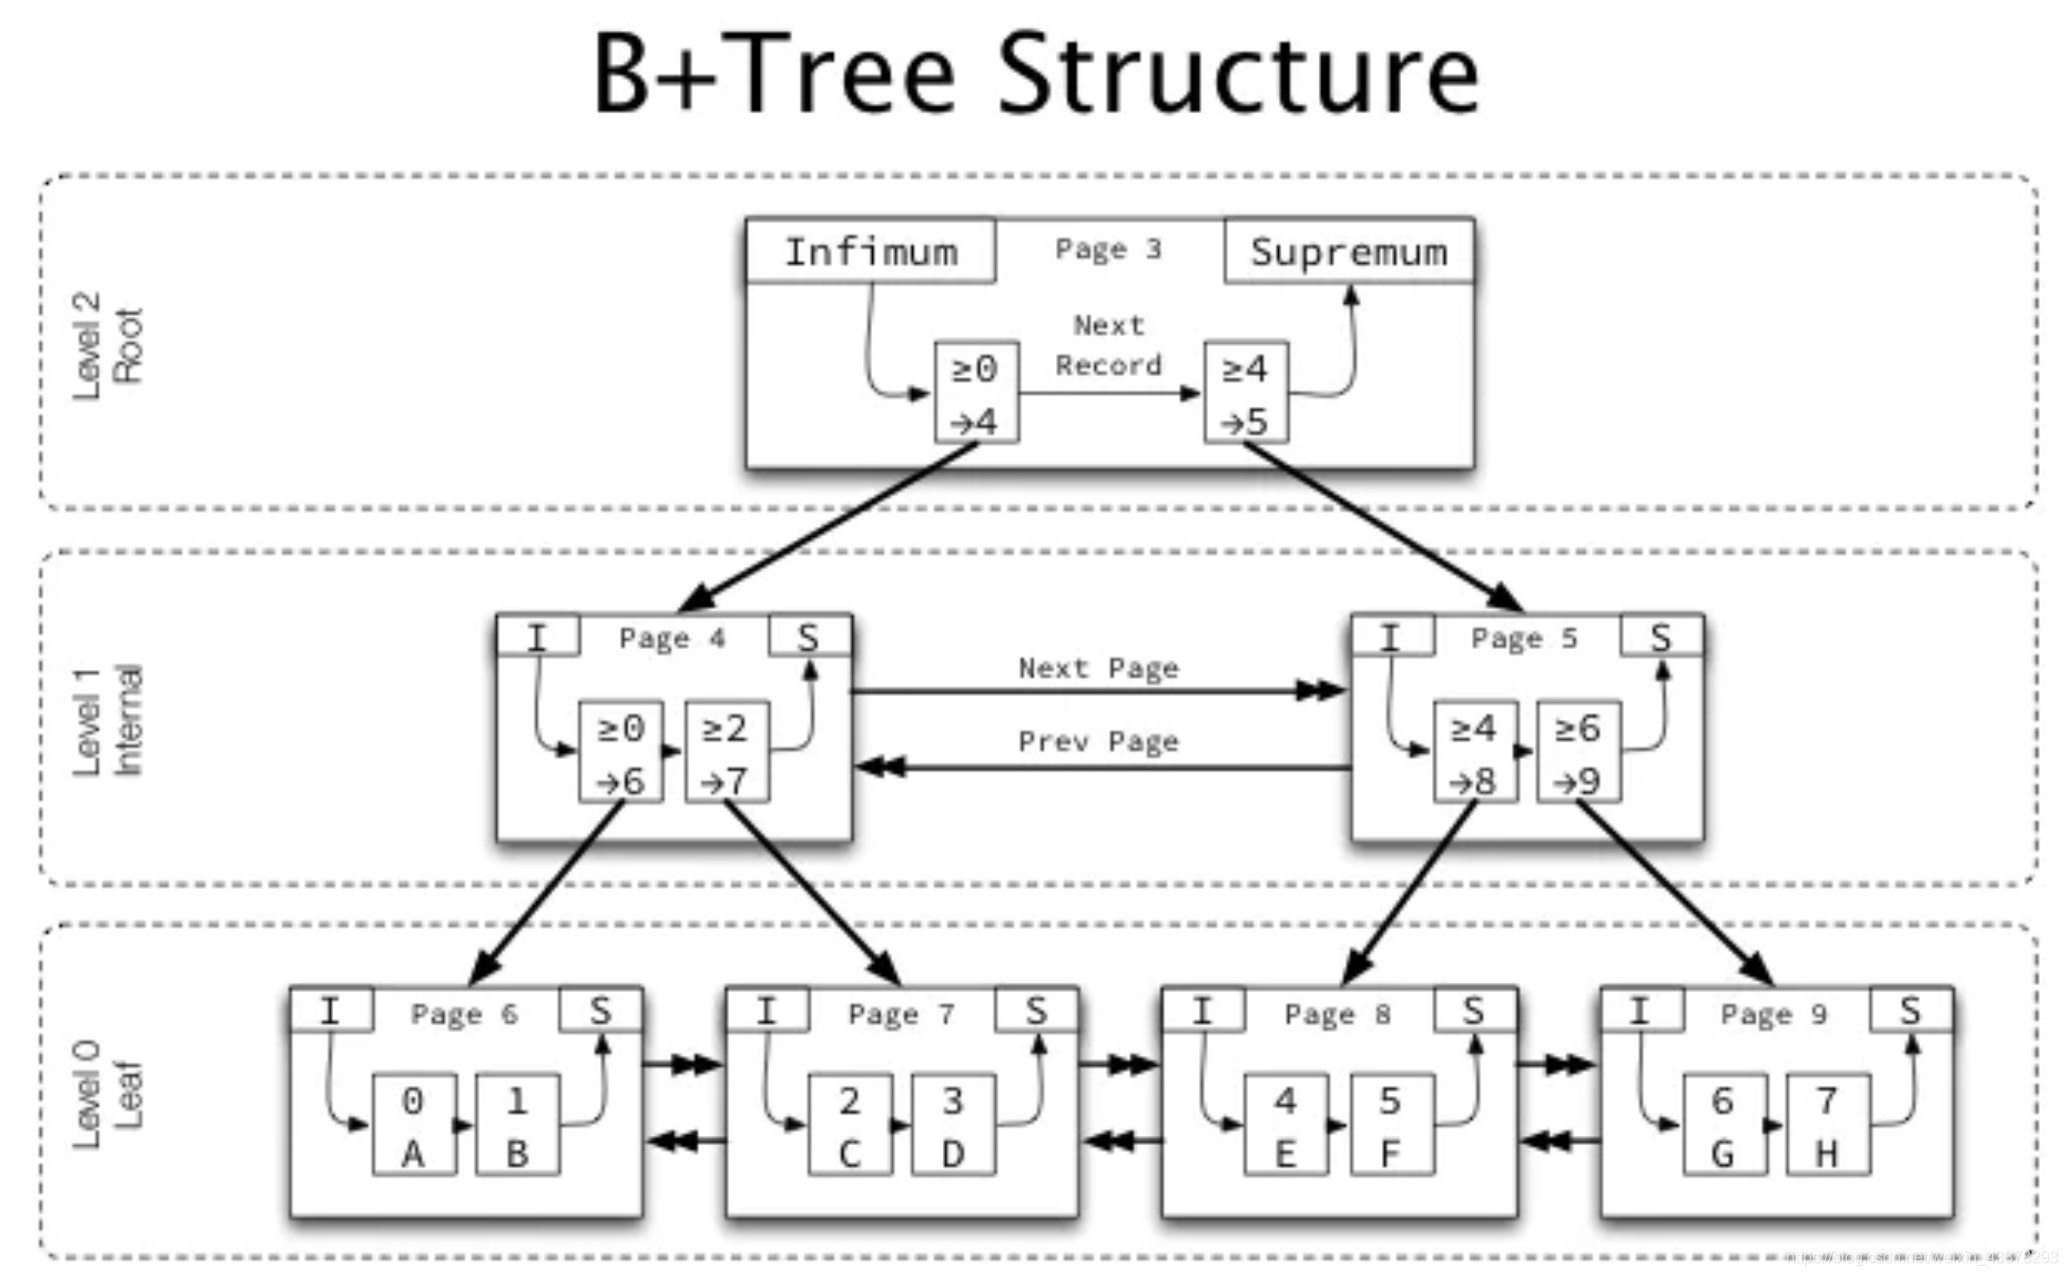 B+Tree Structure
Level 2
Root
Infimum
Page 3
Supremum
Next
Record
≥0
→4
≥4
→5
Level 1
Internal
I
Page 4
S
≥0
→6
≥2
→7
Next Page
Prev Page
I
Page 5
S
≥4
→8
≥6
→9
Level 0
Leaf
I
Page 6
S
0
A
1
B
I
Page 7
S
2
C
3
D
I
Page 8
S
4
E
5
F
I
Page 9
S
6
G
7
H